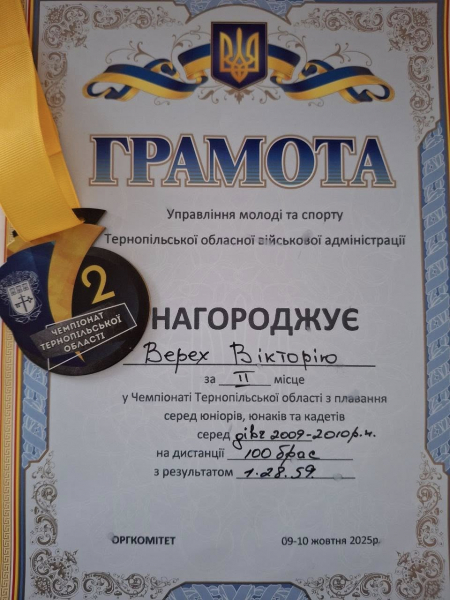 ГРАМОТА
Управління молоді та спорту
Тернопільської обласної військової адміністрації
2
ЧЕМПІОНАТ
ТЕРНОПІЛЬСЬКОЇ
ОБЛАСТІ
НАГОРОДЖУЄ
Верех Вікторію
за II місце
у Чемпіонаті Тернопільської області з плавання
серед юніорів, юнаків та кадетів
серед дівч 2009-2010 р.н.
на дистанції 100 брас
з результатом 1.28.59
ОРГКОМІТЕТ 09-10 жовтня 2025р.